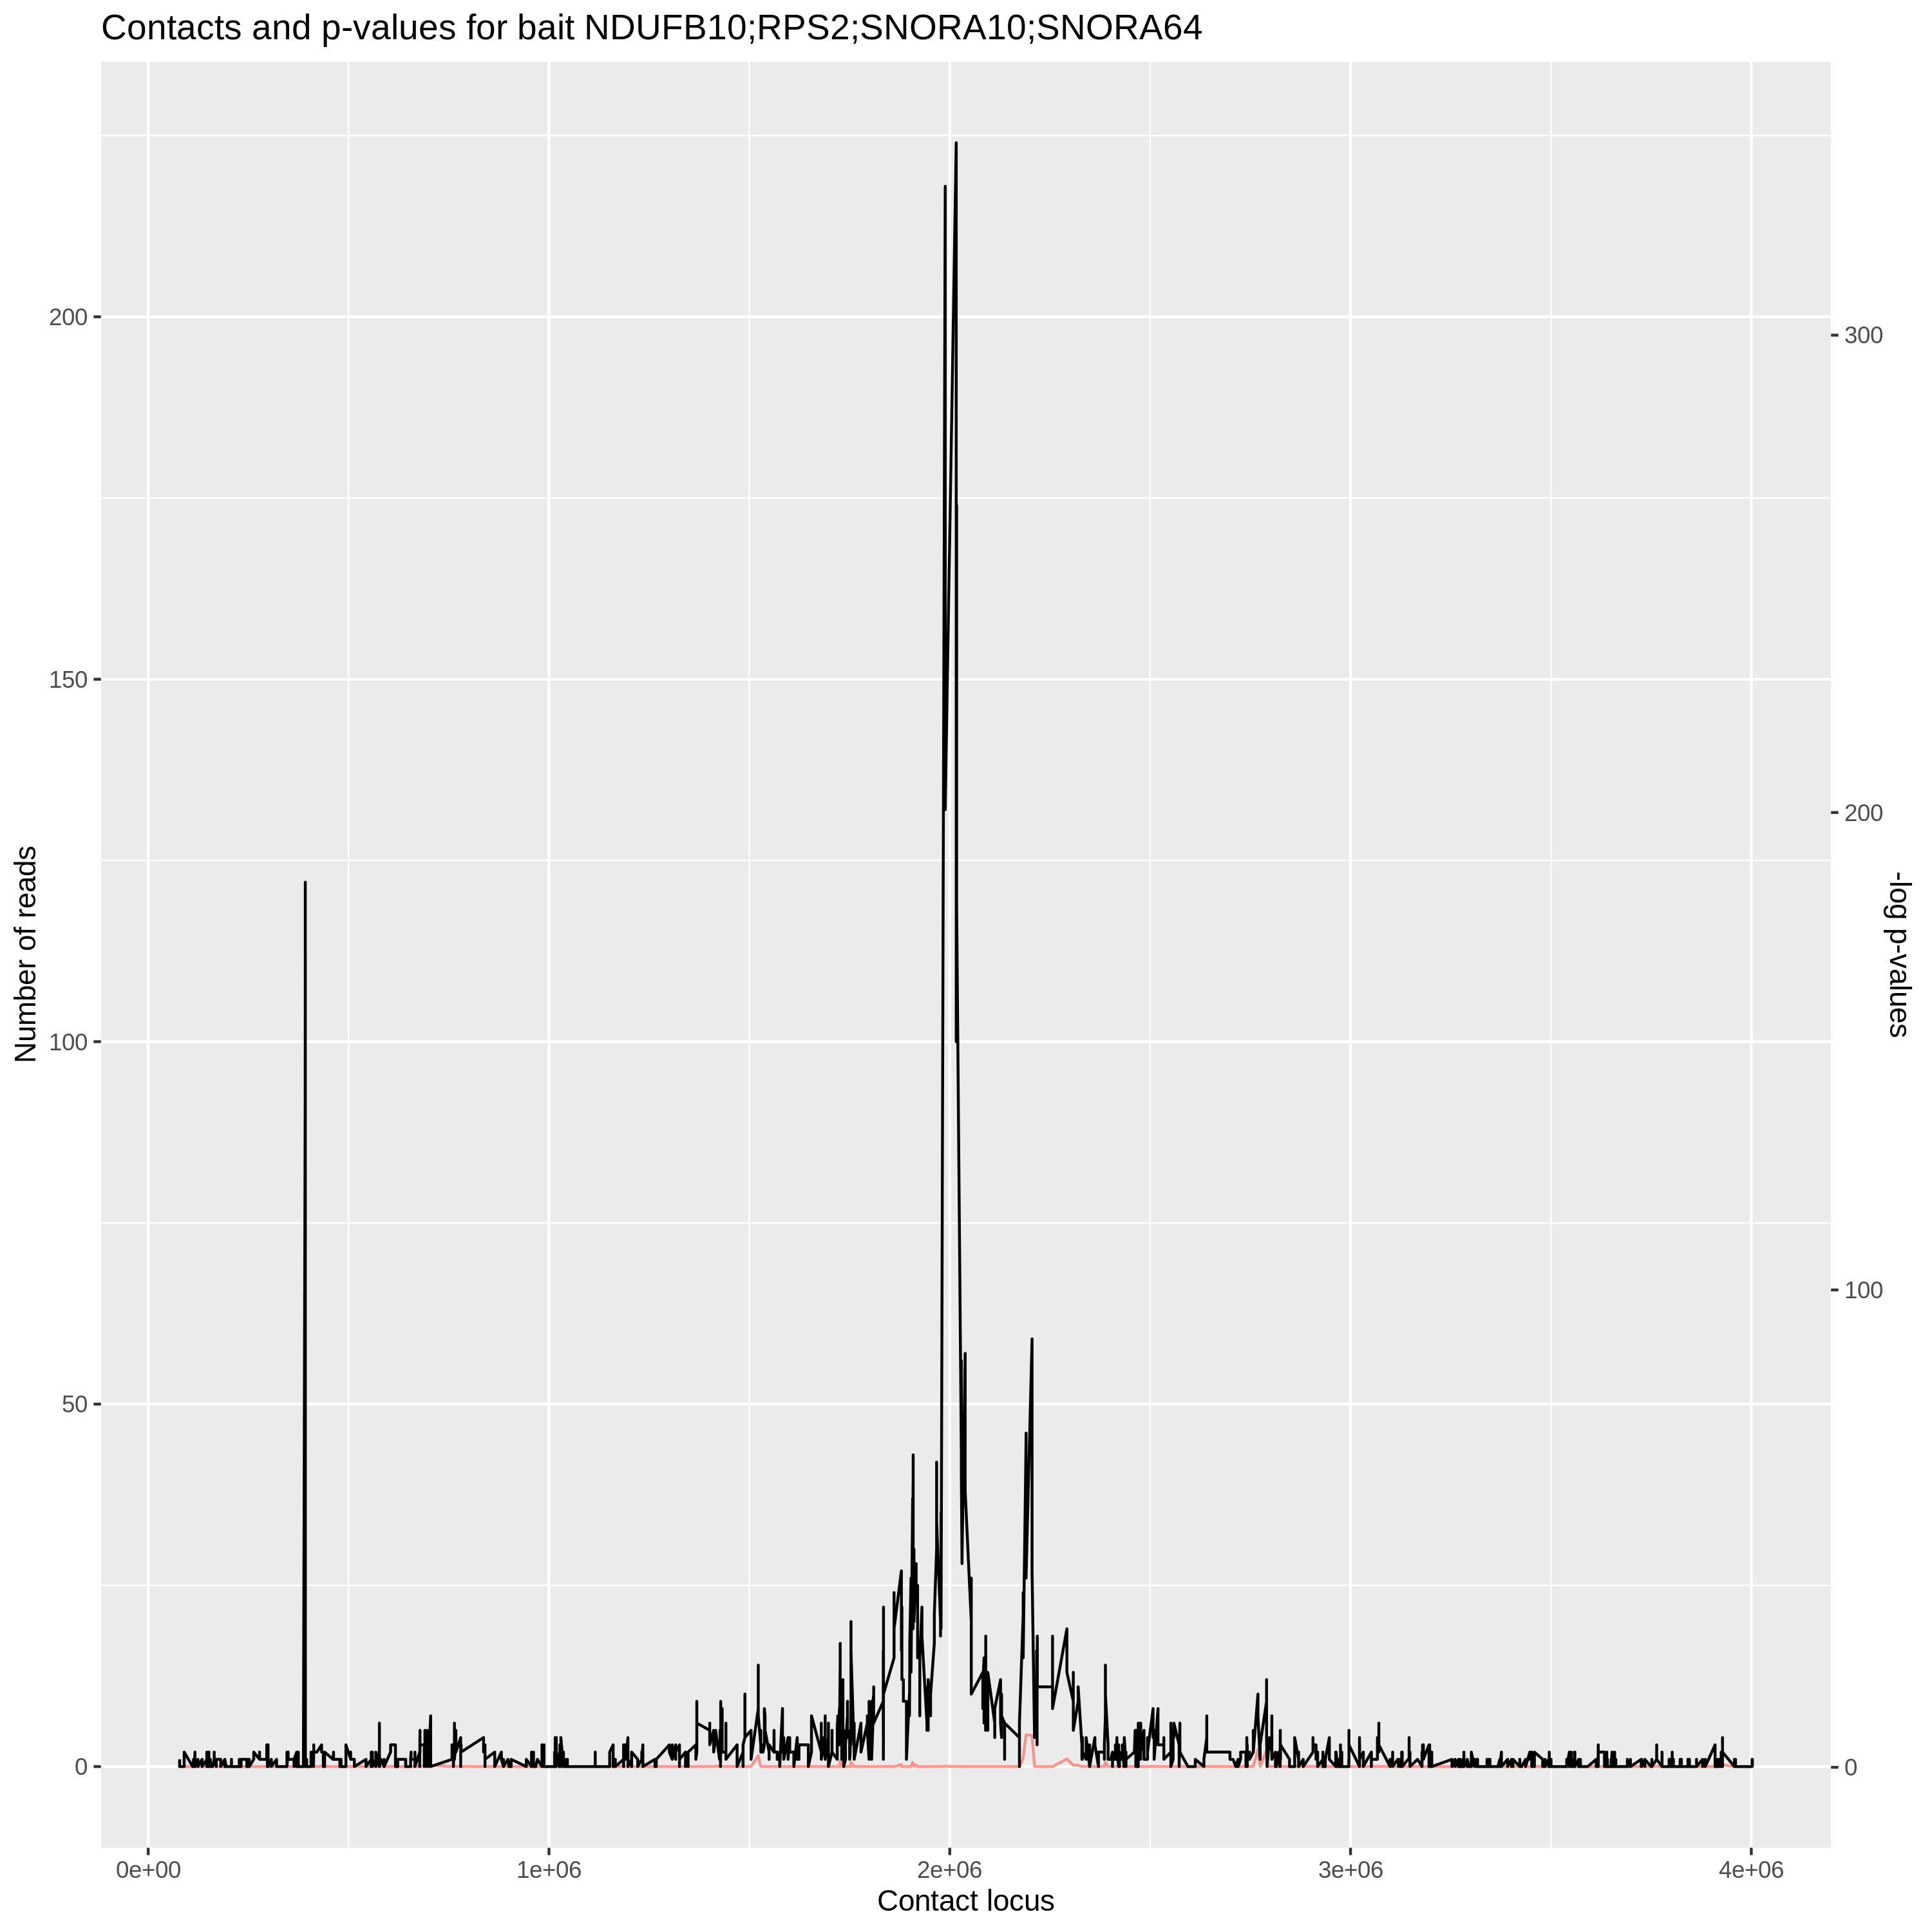 Contacts and p-values for bait NDUFB10;RPS2;SNORA10;SNORA64
Number of reads
200
150
100
50
0
300
200
100
0
-log p-values
0e+00
1e+06
2e+06
3e+06
4e+06
Contact locus